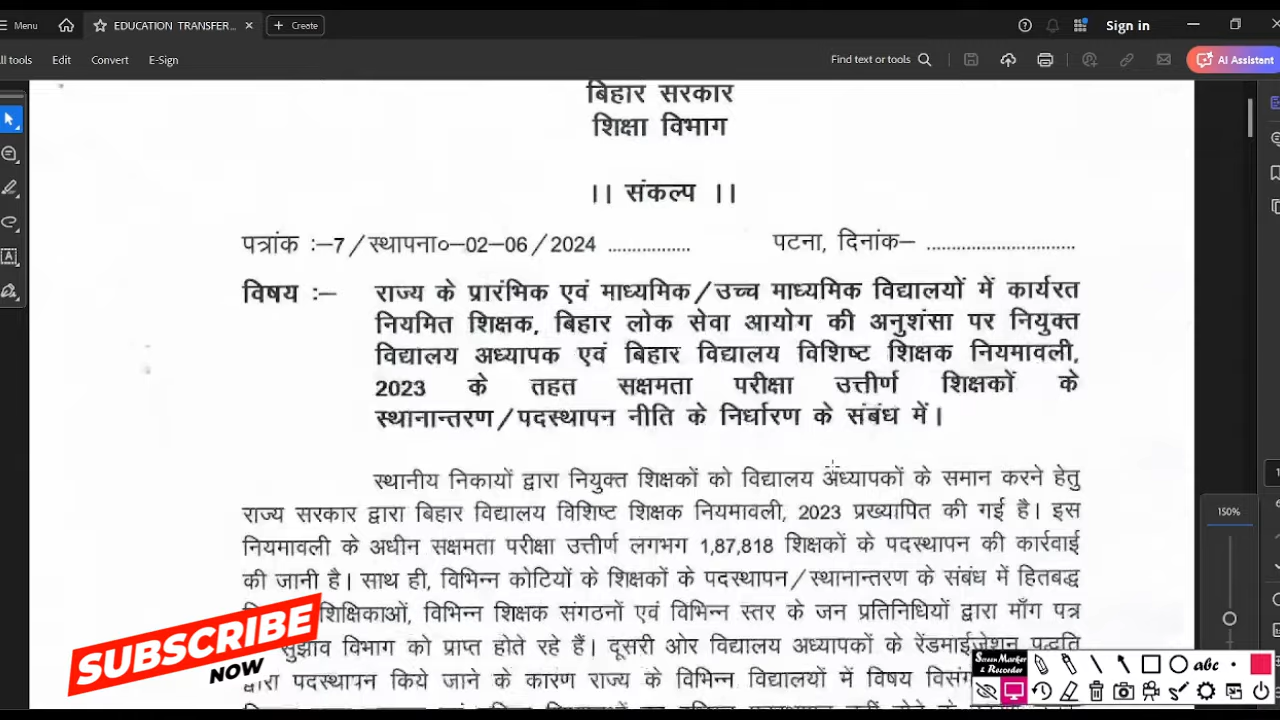 Menu EDUCATION TRANSFER... Create Sign in
ll tools Edit Convert E-Sign Find text or tools AI Assistant
बिहार सरकार
शिक्षा विभाग
।। संकल्प ।।
पत्रांक :–7/स्थापना०–02–06/2024 ................ पटना, दिनांक– .............................
विषय :– राज्य के प्रारंभिक एवं माध्यमिक/उच्च माध्यमिक विद्यालयों में कार्यरत
नियमित शिक्षक, बिहार लोक सेवा आयोग की अनुशंसा पर नियुक्त
विद्यालय अध्यापक एवं बिहार विद्यालय विशिष्ट शिक्षक नियमावली,
2023 के तहत सक्षमता परीक्षा उत्तीर्ण शिक्षकों के
स्थानान्तरण/पदस्थापन नीति के निर्धारण के संबंध में।
स्थानीय निकायों द्वारा नियुक्त शिक्षकों को विद्यालय अध्यापकों के समान करने हेतु
राज्य सरकार द्वारा बिहार विद्यालय विशिष्ट शिक्षक नियमावली, 2023 प्रख्यापित की गई है। इस
150%
नियमावली के अधीन सक्षमता परीक्षा उत्तीर्ण लगभग 1,87,818 शिक्षकों के पदस्थापन की कार्रवाई
की जानी है। साथ ही, विभिन्न कोटियों के शिक्षकों के पदस्थापन/स्थानान्तरण के संबंध में हितबद्ध
शिक्षिकाओं, विभिन्न शिक्षक संगठनों एवं विभिन्न स्तर के जन प्रतिनिधियों द्वारा माँग पत्र
सुझाव विभाग को प्राप्त होते रहे हैं। दूसरी ओर विद्यालय अध्यापकों के रेंडमाईजेशन पद्धति
पदस्थापन किये जाने के कारण राज्य के विभिन्न विद्यालयों में विषय
SUBSCRIBE
NOW
Screen Marker
& Recorder
abc